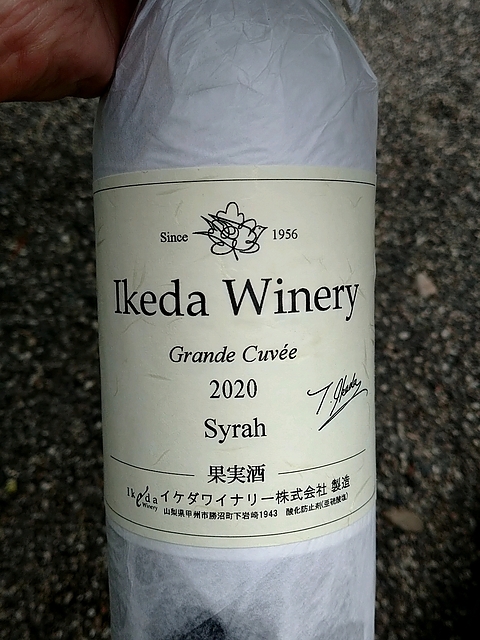 Since 1956
Ikeda Winery
Grande Cuvée
2020
Syrah
T. Ikeda
果実酒
Ikeda Winery イケダワイナリー株式会社 製造
山梨県甲州市勝沼町下岩崎1943 酸化防止剤(亜硫酸塩)